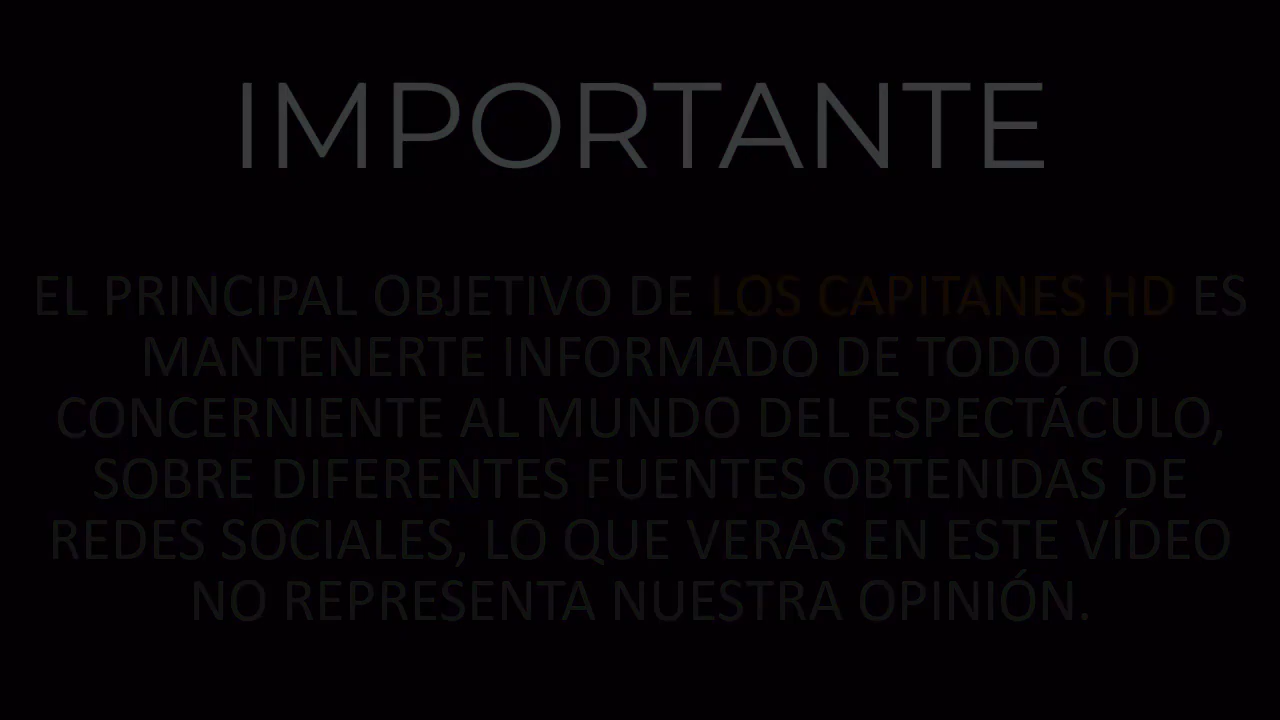 IMPORTANTE
EL PRINCIPAL OBJETIVO DE LOS CAPITANES HD ES
MANTENERTE INFORMADO DE TODO LO
CONCERNIENTE AL MUNDO DEL ESPECTÁCULO,
SOBRE DIFERENTES FUENTES OBTENIDAS DE
REDES SOCIALES, LO QUE VERAS EN ESTE VÍDEO
NO REPRESENTA NUESTRA OPINIÓN.